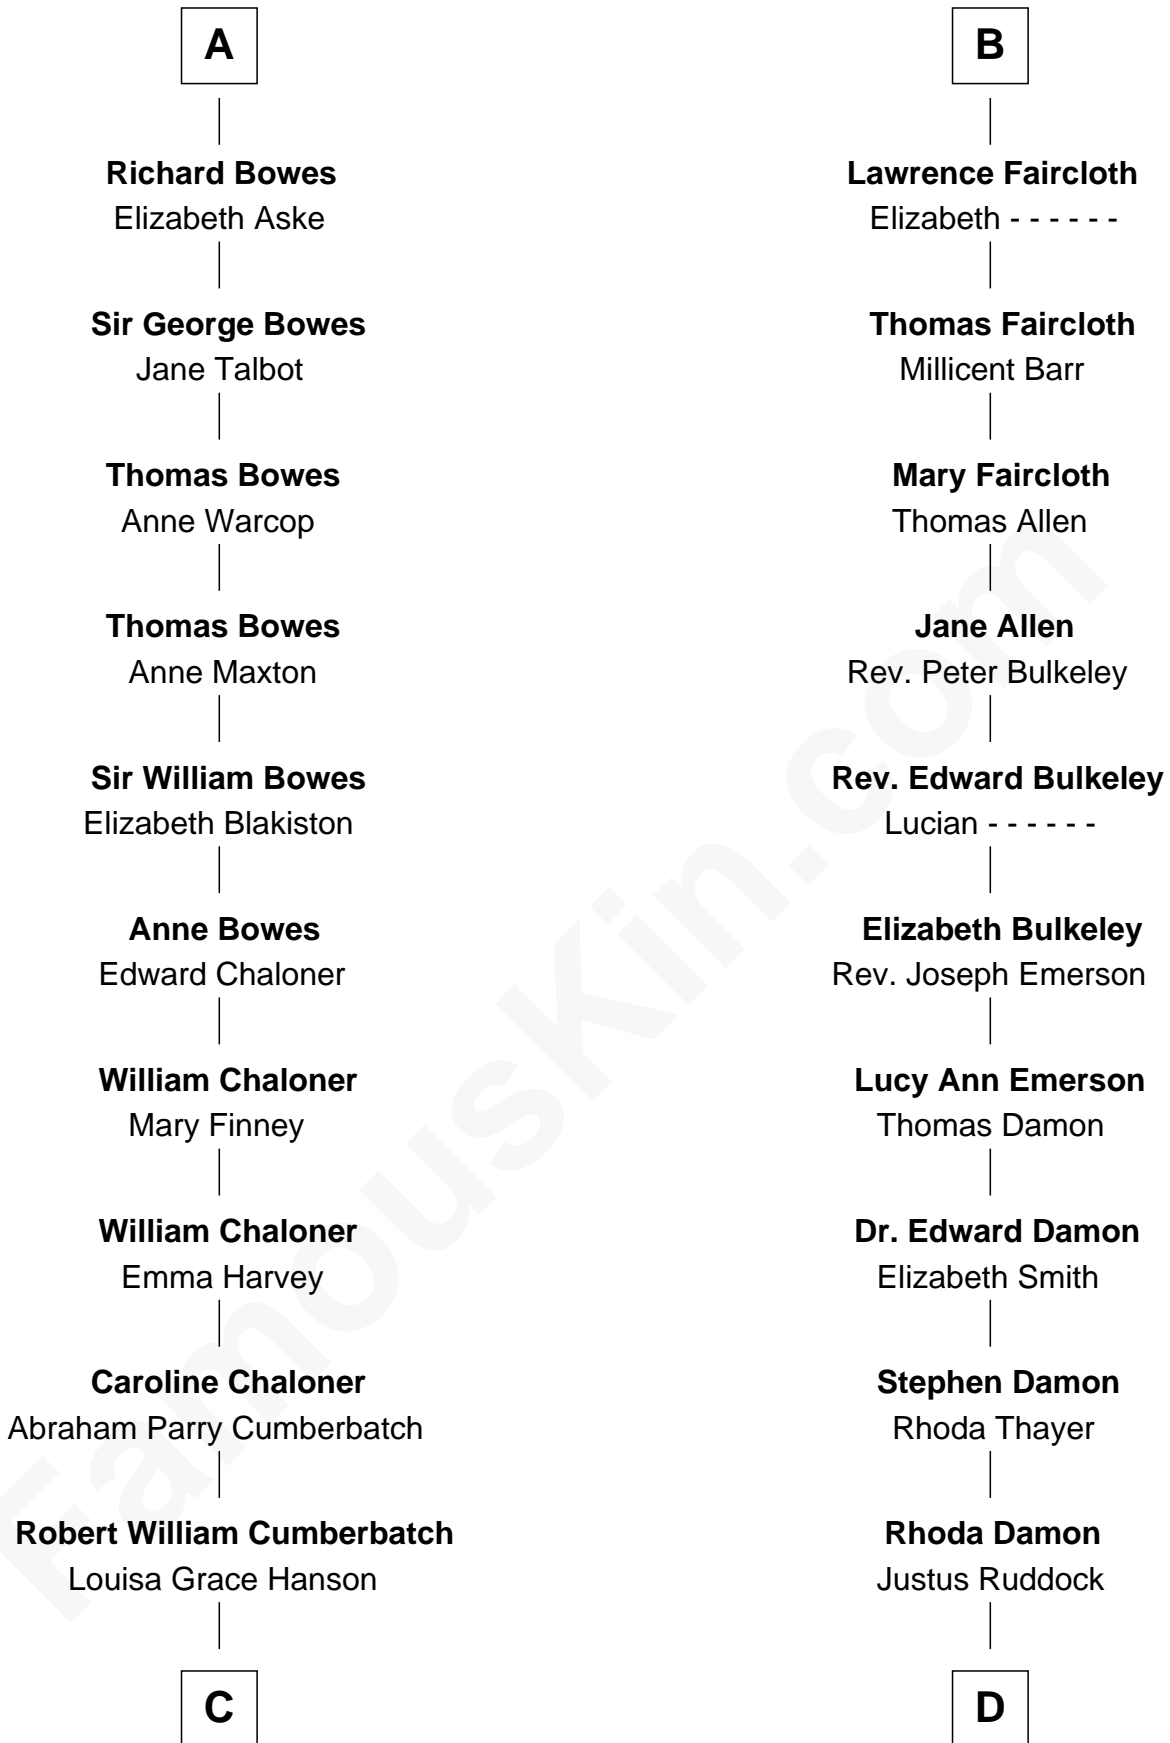 A
Richard Bowes
Elizabeth Aske
Sir George Bowes
Jane Talbot
Thomas Bowes
Anne Warcop
Thomas Bowes
Anne Maxton
Sir William Bowes
Elizabeth Blakiston
Anne Bowes
Edward Chaloner
William Chaloner
Mary Finney
William Chaloner
Emma Harvey
Caroline Chaloner
Abraham Parry Cumberbatch
Robert William Cumberbatch
Louisa Grace Hanson
C
B
Lawrence Faircloth
Elizabeth - - - - - -
Thomas Faircloth
Millicent Barr
Mary Faircloth
Thomas Allen
Jane Allen
Rev. Peter Bulkeley
Rev. Edward Bulkeley
Lucian - - - - - -
Elizabeth Bulkeley
Rev. Joseph Emerson
Lucy Ann Emerson
Thomas Damon
Dr. Edward Damon
Elizabeth Smith
Stephen Damon
Rhoda Thayer
Rhoda Damon
Justus Ruddock
D
FamousKin.com